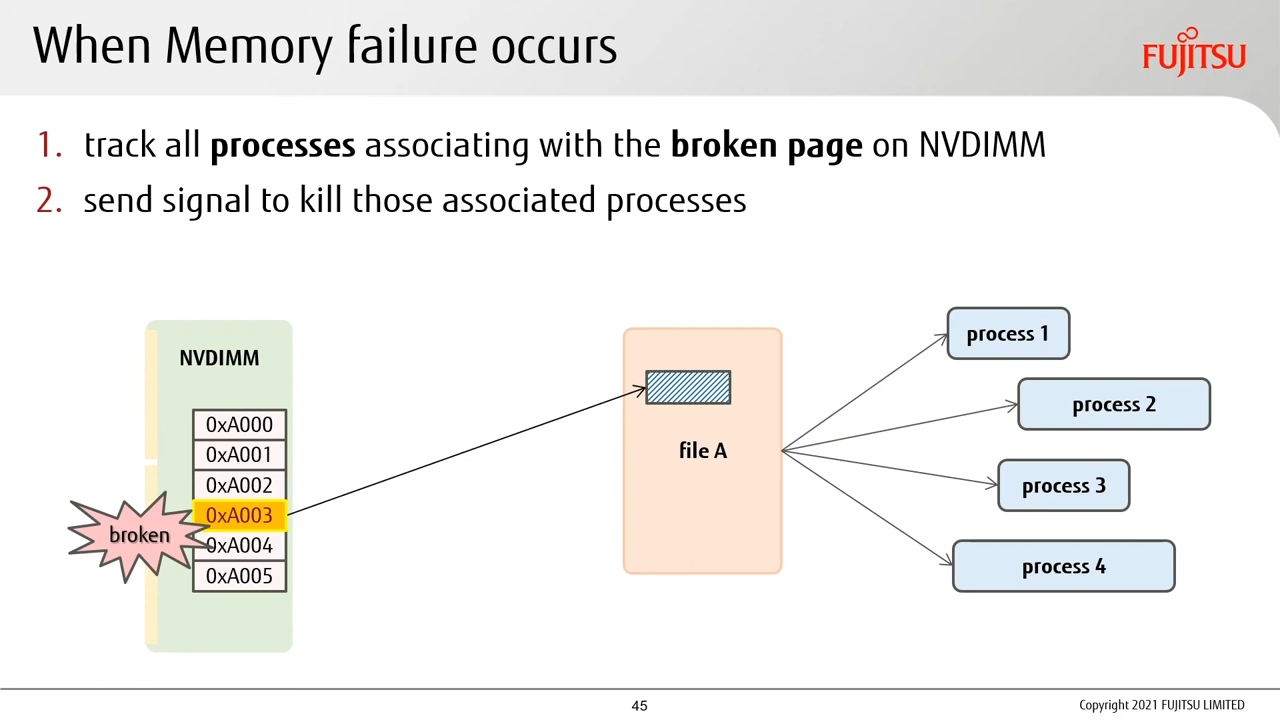 When Memory failure occurs
FUJITSU
1. track all processes associating with the broken page on NVDIMM
2. send signal to kill those associated processes
NVDIMM
0xA000
0xA001
0xA002
0xA003
0xA004
0xA005
broken
file A
process 1
process 2
process 3
process 4
45
Copyright 2021 FUJITSU LIMITED